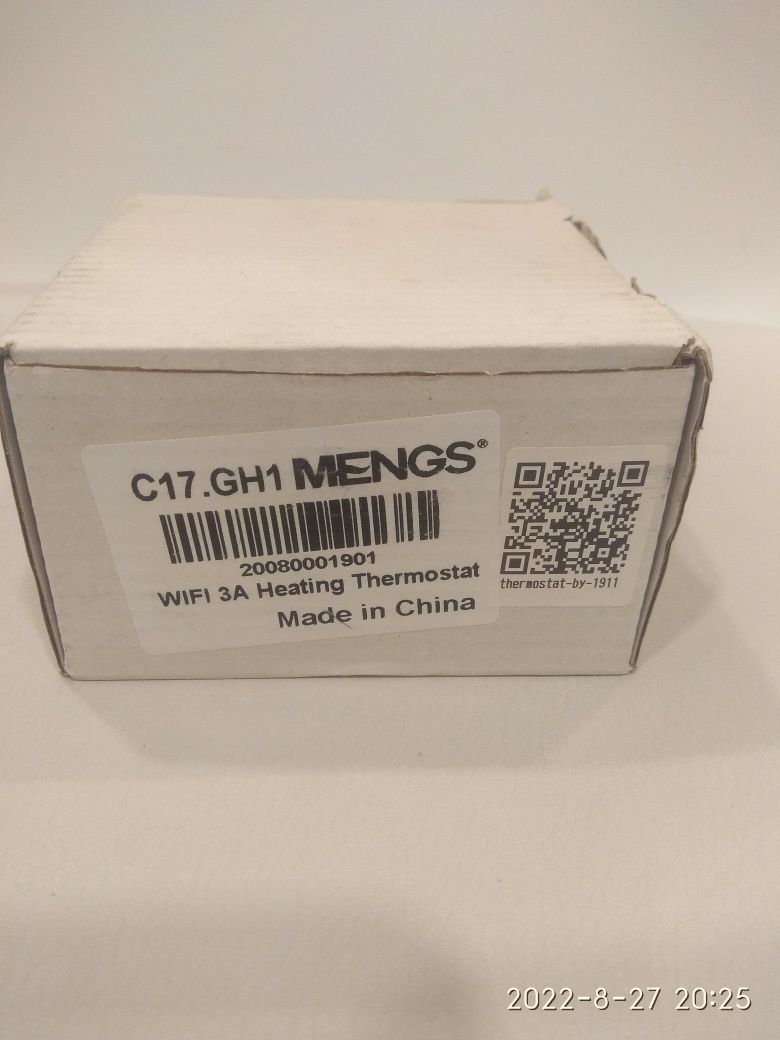 C17.GH1 MENGS®
20080001901
WIFI 3A Heating Thermostat
Made in China
thermostat-by-1911
2022-8-27 20:25